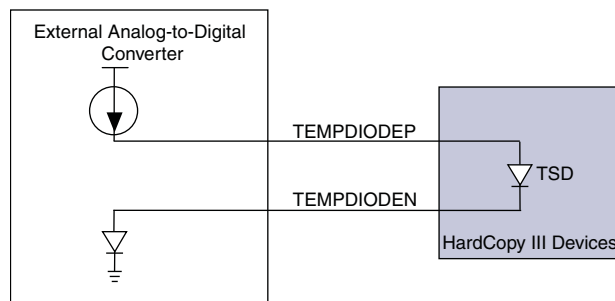 External Analog-to-Digital
Converter
TEMPDIODEP
TSD
TEMPDIODEN
HardCopy III Devices